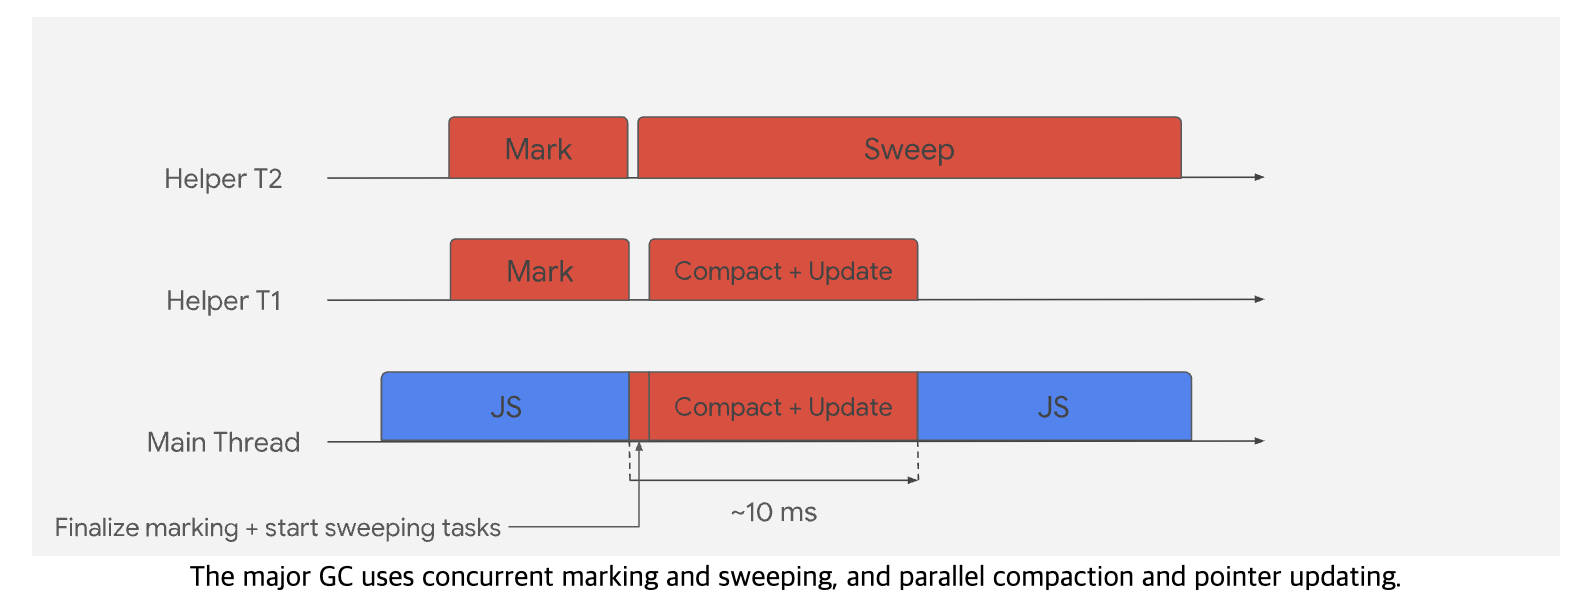 Mark
Sweep
Helper T2
Mark
Compact + Update
Helper T1
JS
Compact + Update
JS
Main Thread
~10 ms
Finalize marking + start sweeping tasks
The major GC uses concurrent marking and sweeping, and parallel compaction and pointer updating.